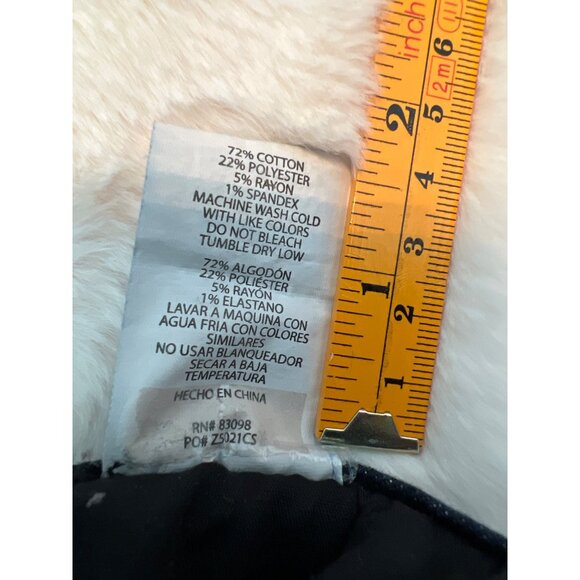 72% COTTON
22% POLYESTER
5% RAYON
1% SPANDEX
MACHINE WASH COLD
WITH LIKE COLORS
DO NOT BLEACH
TUMBLE DRY LOW
72% ALGODÓN
22% POLIÉSTER
5% RAYÓN
1% ELASTANO
LAVAR A MAQUINA CON
AGUA FRIA CON COLORES
SIMILARES
NO USAR BLANQUEADOR
SECAR A BAJA
TEMPERATURA
HECHO EN CHINA
RN# 83098
PO# Z5021CS
inch
2m
1 2
1 2 3 4 5 6